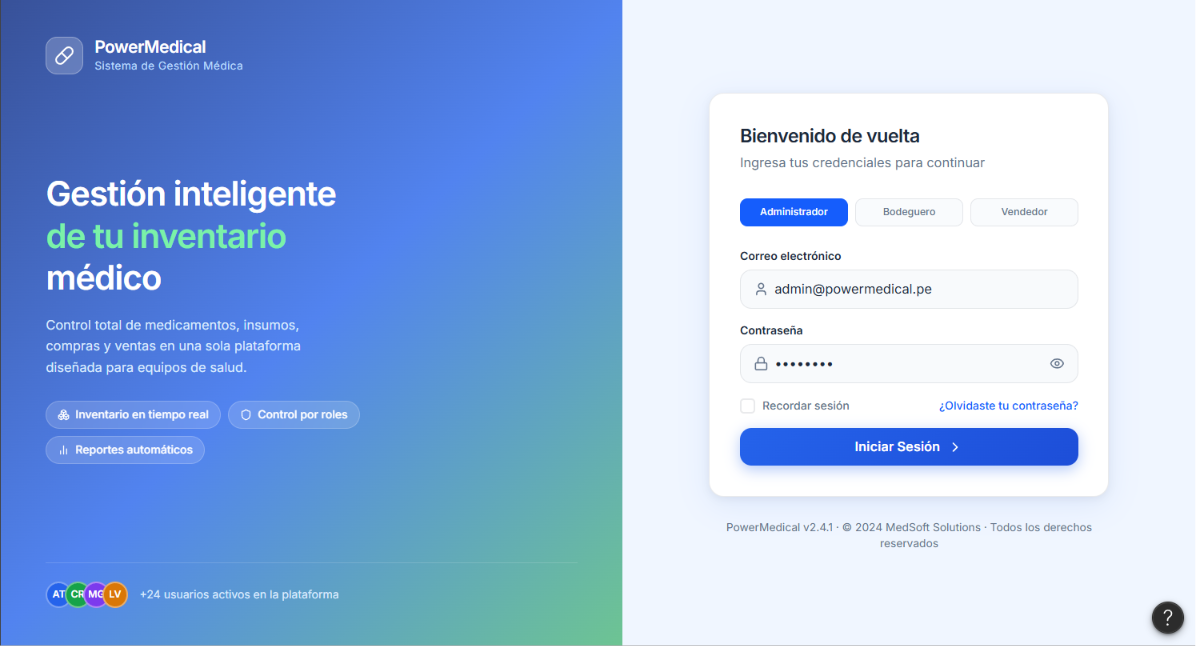 PowerMedical
Sistema de Gestión Médica
Gestión inteligente
de tu inventario
médico
Control total de medicamentos, insumos,
compras y ventas en una sola plataforma
diseñada para equipos de salud.
Inventario en tiempo real
Control por roles
Reportes automáticos
AT CR MG LV
+24 usuarios activos en la plataforma
Bienvenido de vuelta
Ingresa tus credenciales para continuar
Administrador Bodeguero Vendedor
Correo electrónico
admin@powermedical.pe
Contraseña
••••••••
Recordar sesión ¿Olvidaste tu contraseña?
Iniciar Sesión
PowerMedical v2.4.1 · © 2024 MedSoft Solutions · Todos los derechos
reservados
?